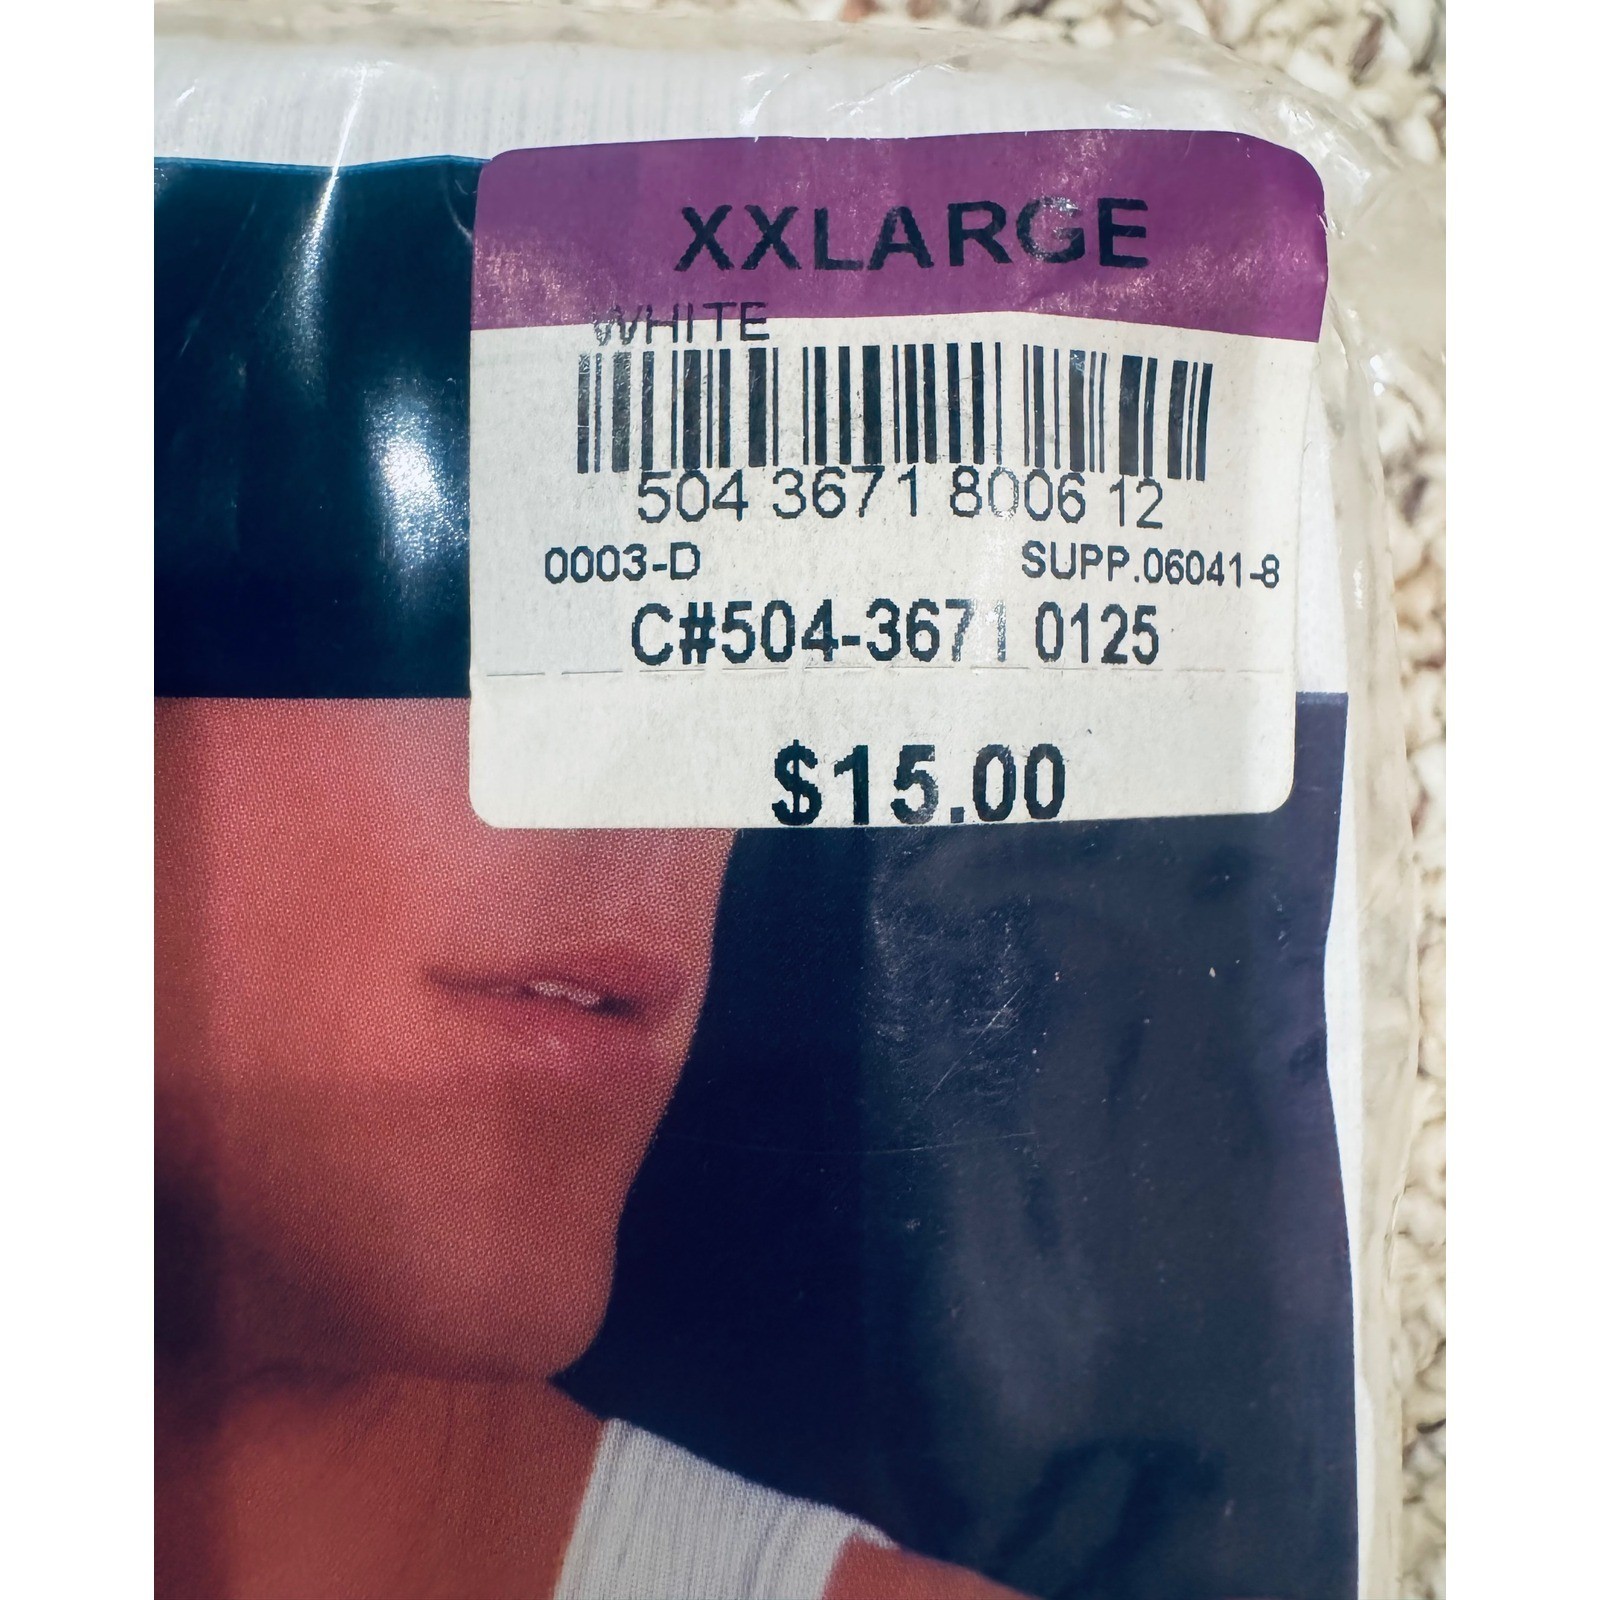 XXLARGE
WHITE
504 3671 8006 12
0003-D SUPP.06041-8
C#504-3671 0125
$15.00